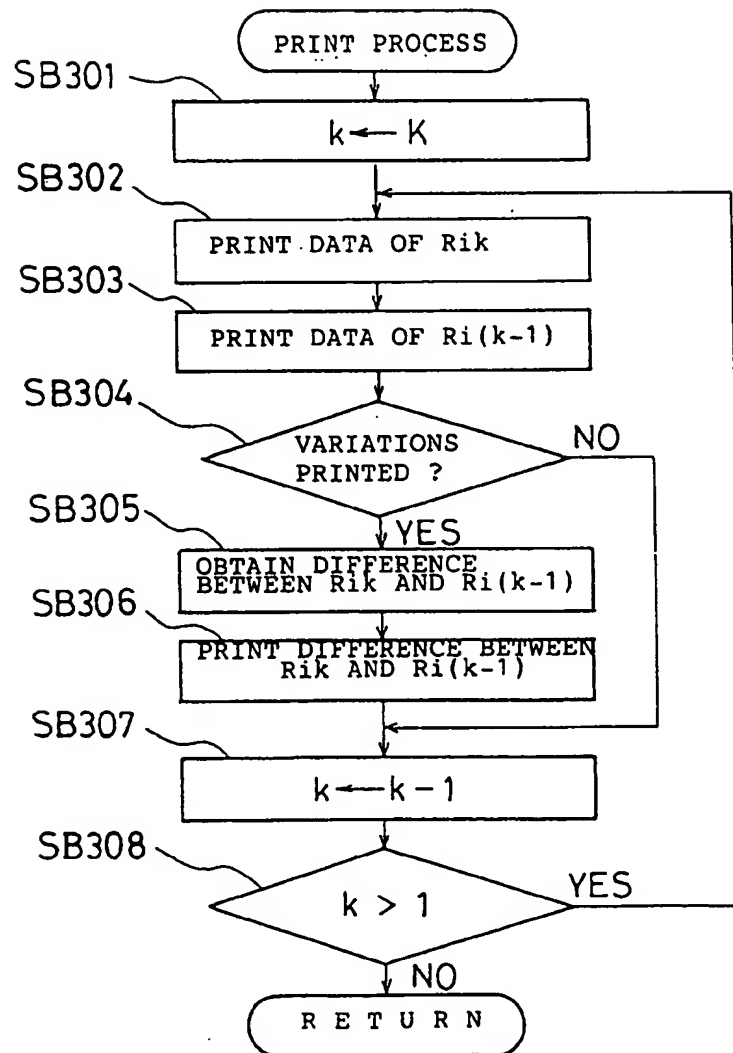 PRINT PROCESS
SB301
k ← K
SB302
PRINT DATA OF Rik
SB303
PRINT DATA OF Ri(k-1)
SB304
VARIATIONS
PRINTED ?
NO
YES
SB305
OBTAIN DIFFERENCE
BETWEEN Rik AND Ri(k-1)
SB306
PRINT DIFFERENCE BETWEEN
Rik AND Ri(k-1)
SB307
k ← k - 1
SB308
k > 1
YES
NO
R E T U R N